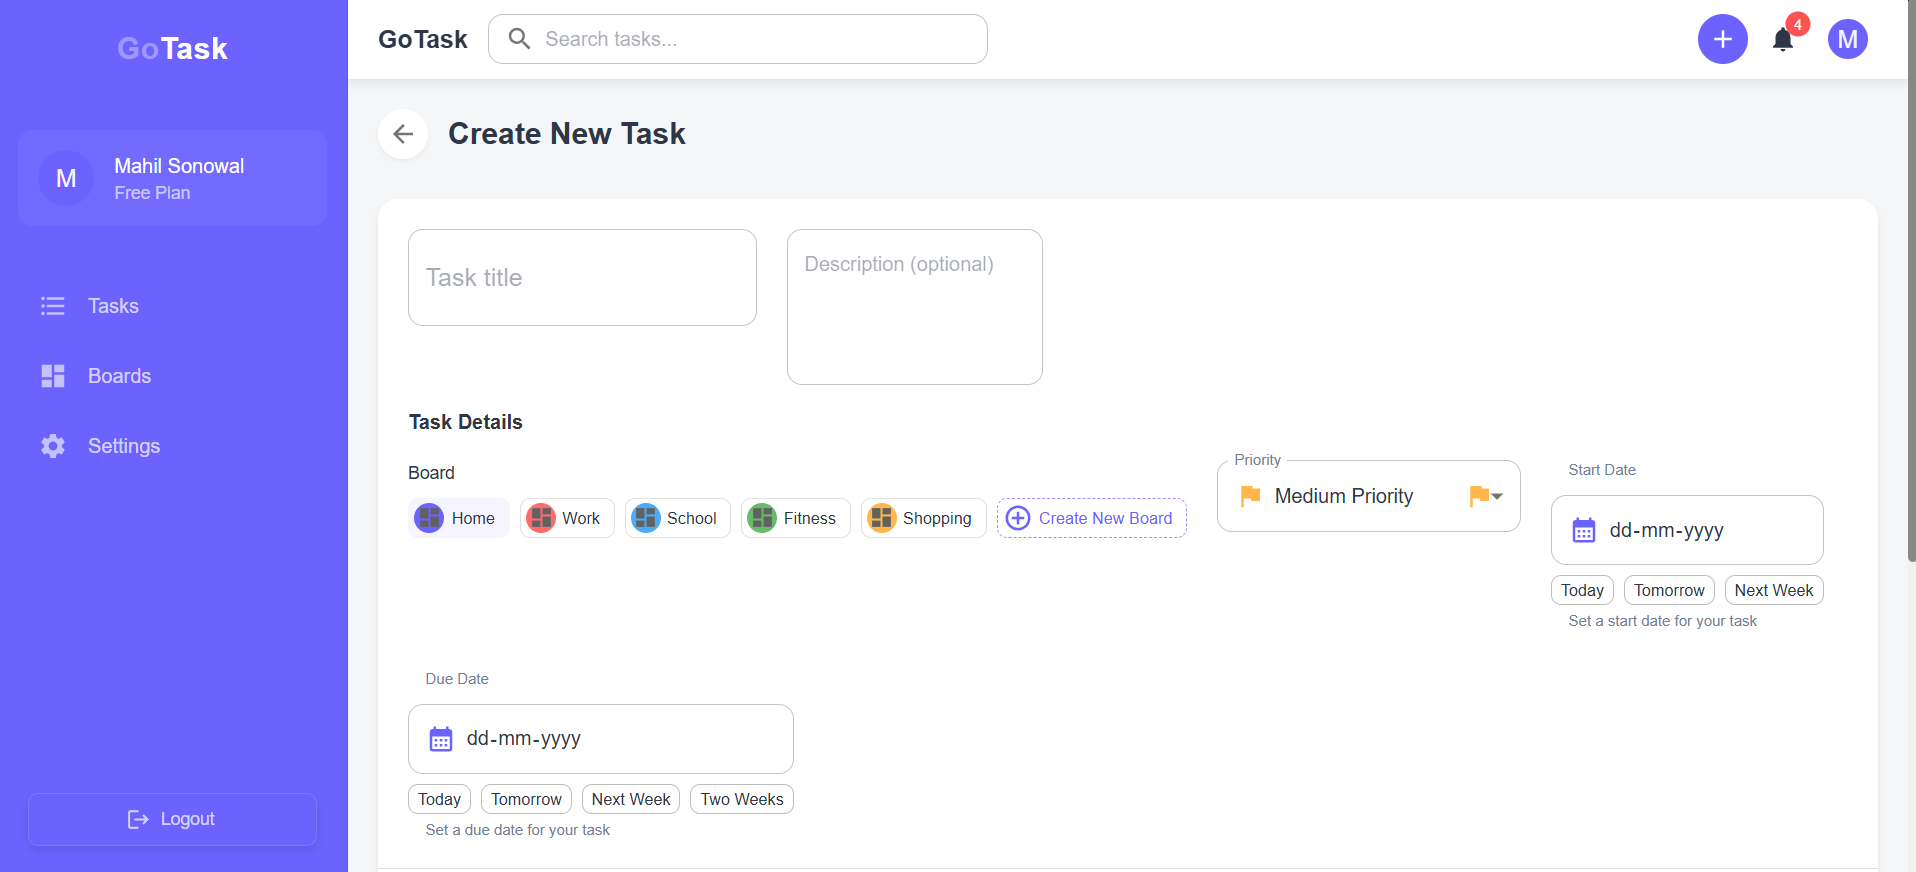 GoTask
M
Mahil Sonowal
Free Plan
Tasks
Boards
Settings
Logout
GoTask
Search tasks...
4
M
Create New Task
Task title
Description (optional)
Task Details
Board
Home
Work
School
Fitness
Shopping
Create New Board
Priority
Medium Priority
Start Date
dd-mm-yyyy
Today
Tomorrow
Next Week
Set a start date for your task
Due Date
dd-mm-yyyy
Today
Tomorrow
Next Week
Two Weeks
Set a due date for your task